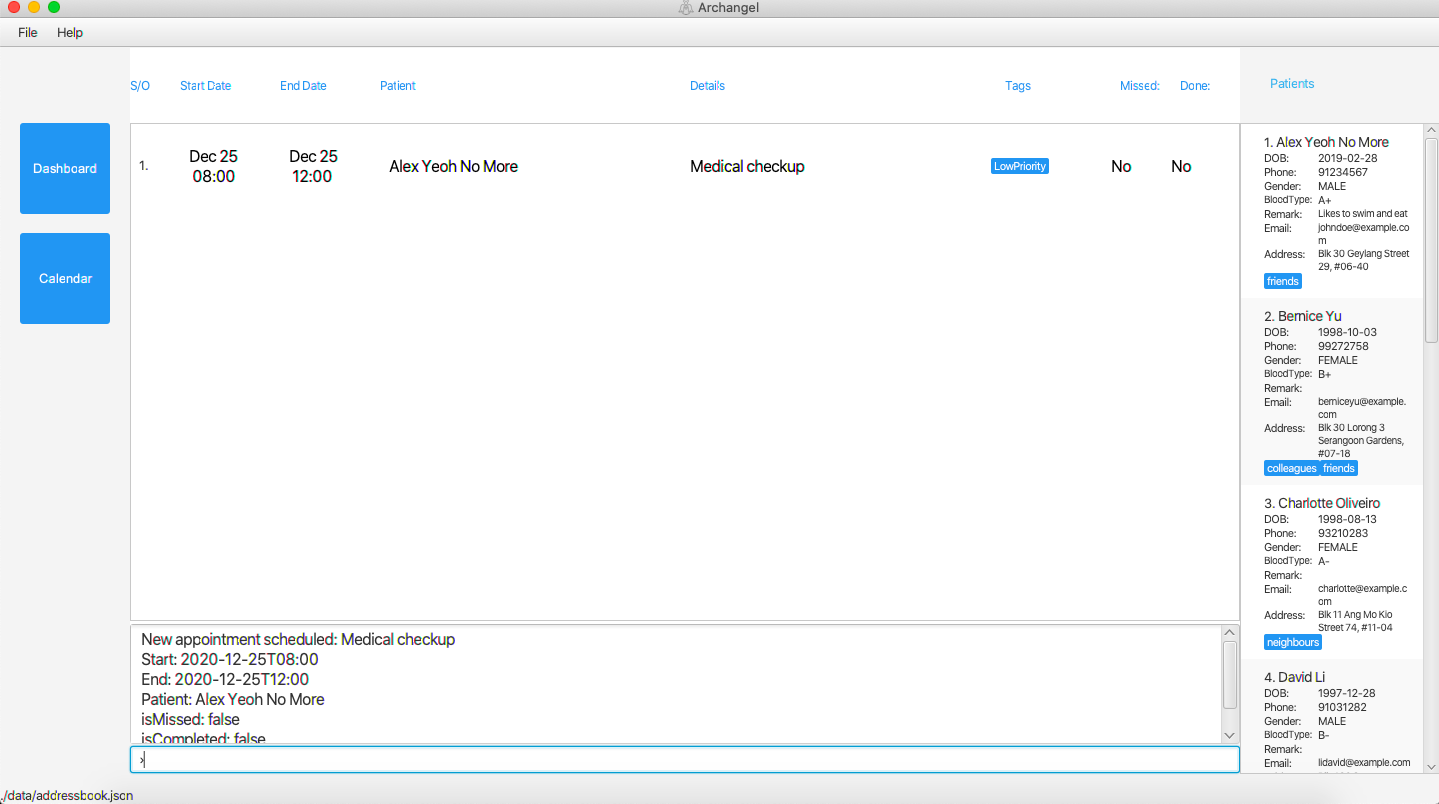 Archangel
File Help
S/O Start Date End Date Patient Details Tags Missed: Done:
Patients
Dashboard
Calendar
1. Dec 25 08:00 Dec 25 12:00 Alex Yeoh No More Medical checkup LowPriority No No
1. Alex Yeoh No More
DOB: 2019-02-28
Phone: 91234567
Gender: MALE
BloodType: A+
Remark: Likes to swim and eat
Email: johndoe@example.co
m
Address: Blk 30 Geylang Street
29, #06-40
friends
2. Bernice Yu
DOB: 1998-10-03
Phone: 99272758
Gender: FEMALE
BloodType: B+
Remark:
Email: berniceyu@example.
com
Address: Blk 30 Lorong 3
Serangoon Gardens,
#07-18
colleagues friends
3. Charlotte Oliveiro
DOB: 1998-08-13
Phone: 93210283
Gender: FEMALE
BloodType: A-
Remark:
Email: charlotte@example.c
om
Address: Blk 11 Ang Mo Kio
Street 74, #11-04
neighbours
4. David Li
DOB: 1997-12-28
Phone: 91031282
Gender: MALE
BloodType: B-
Remark:
Email: lidavid@example.com
New appointment scheduled: Medical checkup
Start: 2020-12-25T08:00
End: 2020-12-25T12:00
Patient: Alex Yeoh No More
isMissed: false
isCompleted: false
›
./data/addressbook.json